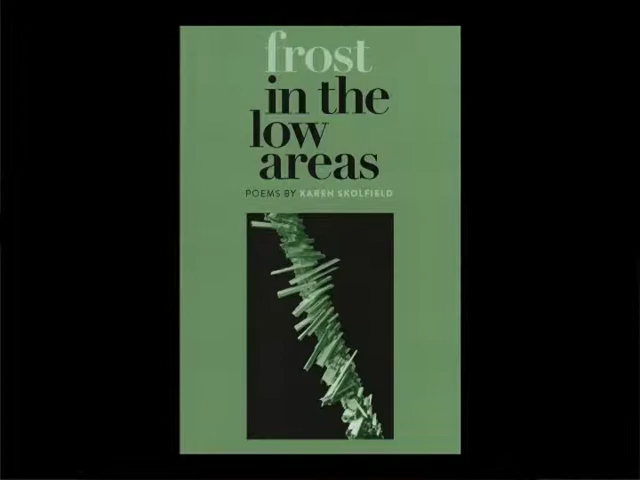 frost
in the
low
areas
POEMS BY KAREN SKOLFIELD